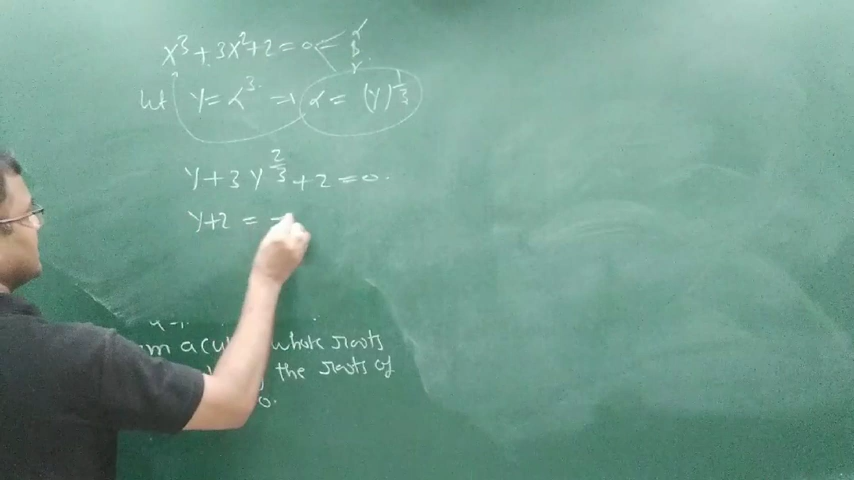 x³ + 3x² + 2 = 0 < α
β
γ
let y = α³ ⇒ α = (y)^{1/3}
y + 3y^{2/3} + 2 = 0.
y + 2 = -
a whose roots
the roots of
0.